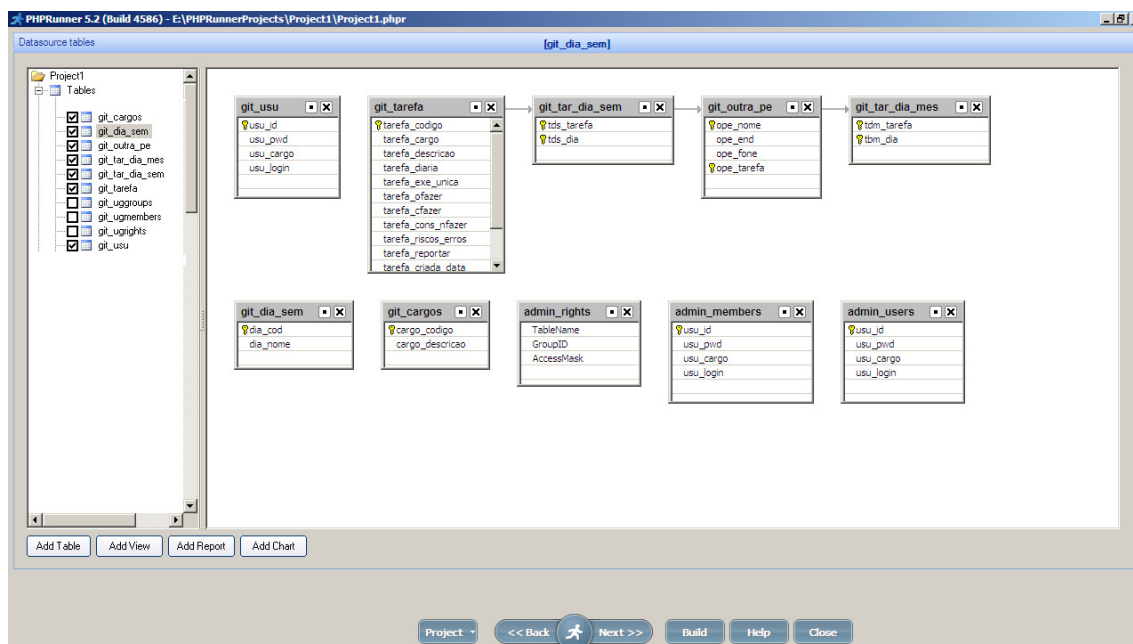 PHPRunner 5.2 (Build 4586) - E:\PHPRunnerProjects\Project1\Project1.phpr
Datasource tables
[git_dia_sem]
Project1
Tables
git_cargos
git_dia_sem
git_outra_pe
git_tar_dia_mes
git_tar_dia_sem
git_tarefa
git_uggroups
git_ugmembers
git_ugrights
git_usu
git_usu
usu_id
usu_pwd
usu_cargo
usu_login
git_tarefa
tarefa_codigo
tarefa_cargo
tarefa_descricao
tarefa_diaria
tarefa_exe_unica
tarefa_ofazer
tarefa_cfazer
tarefa_cons_nfazer
tarefa_riscos_erros
tarefa_reportar
tarefa_criada_data
git_tar_dia_sem
tds_tarefa
tds_dia
git_outra_pe
ope_nome
ope_end
ope_fone
ope_tarefa
git_tar_dia_mes
tdm_tarefa
tbm_dia
git_dia_sem
dia_cod
dia_nome
git_cargos
cargo_codigo
cargo_descricao
admin_rights
TableName
GroupID
AccessMask
admin_members
usu_id
usu_pwd
usu_cargo
usu_login
admin_users
usu_id
usu_pwd
usu_cargo
usu_login
Add Table Add View Add Report Add Chart
Project << Back Next >> Build Help Close